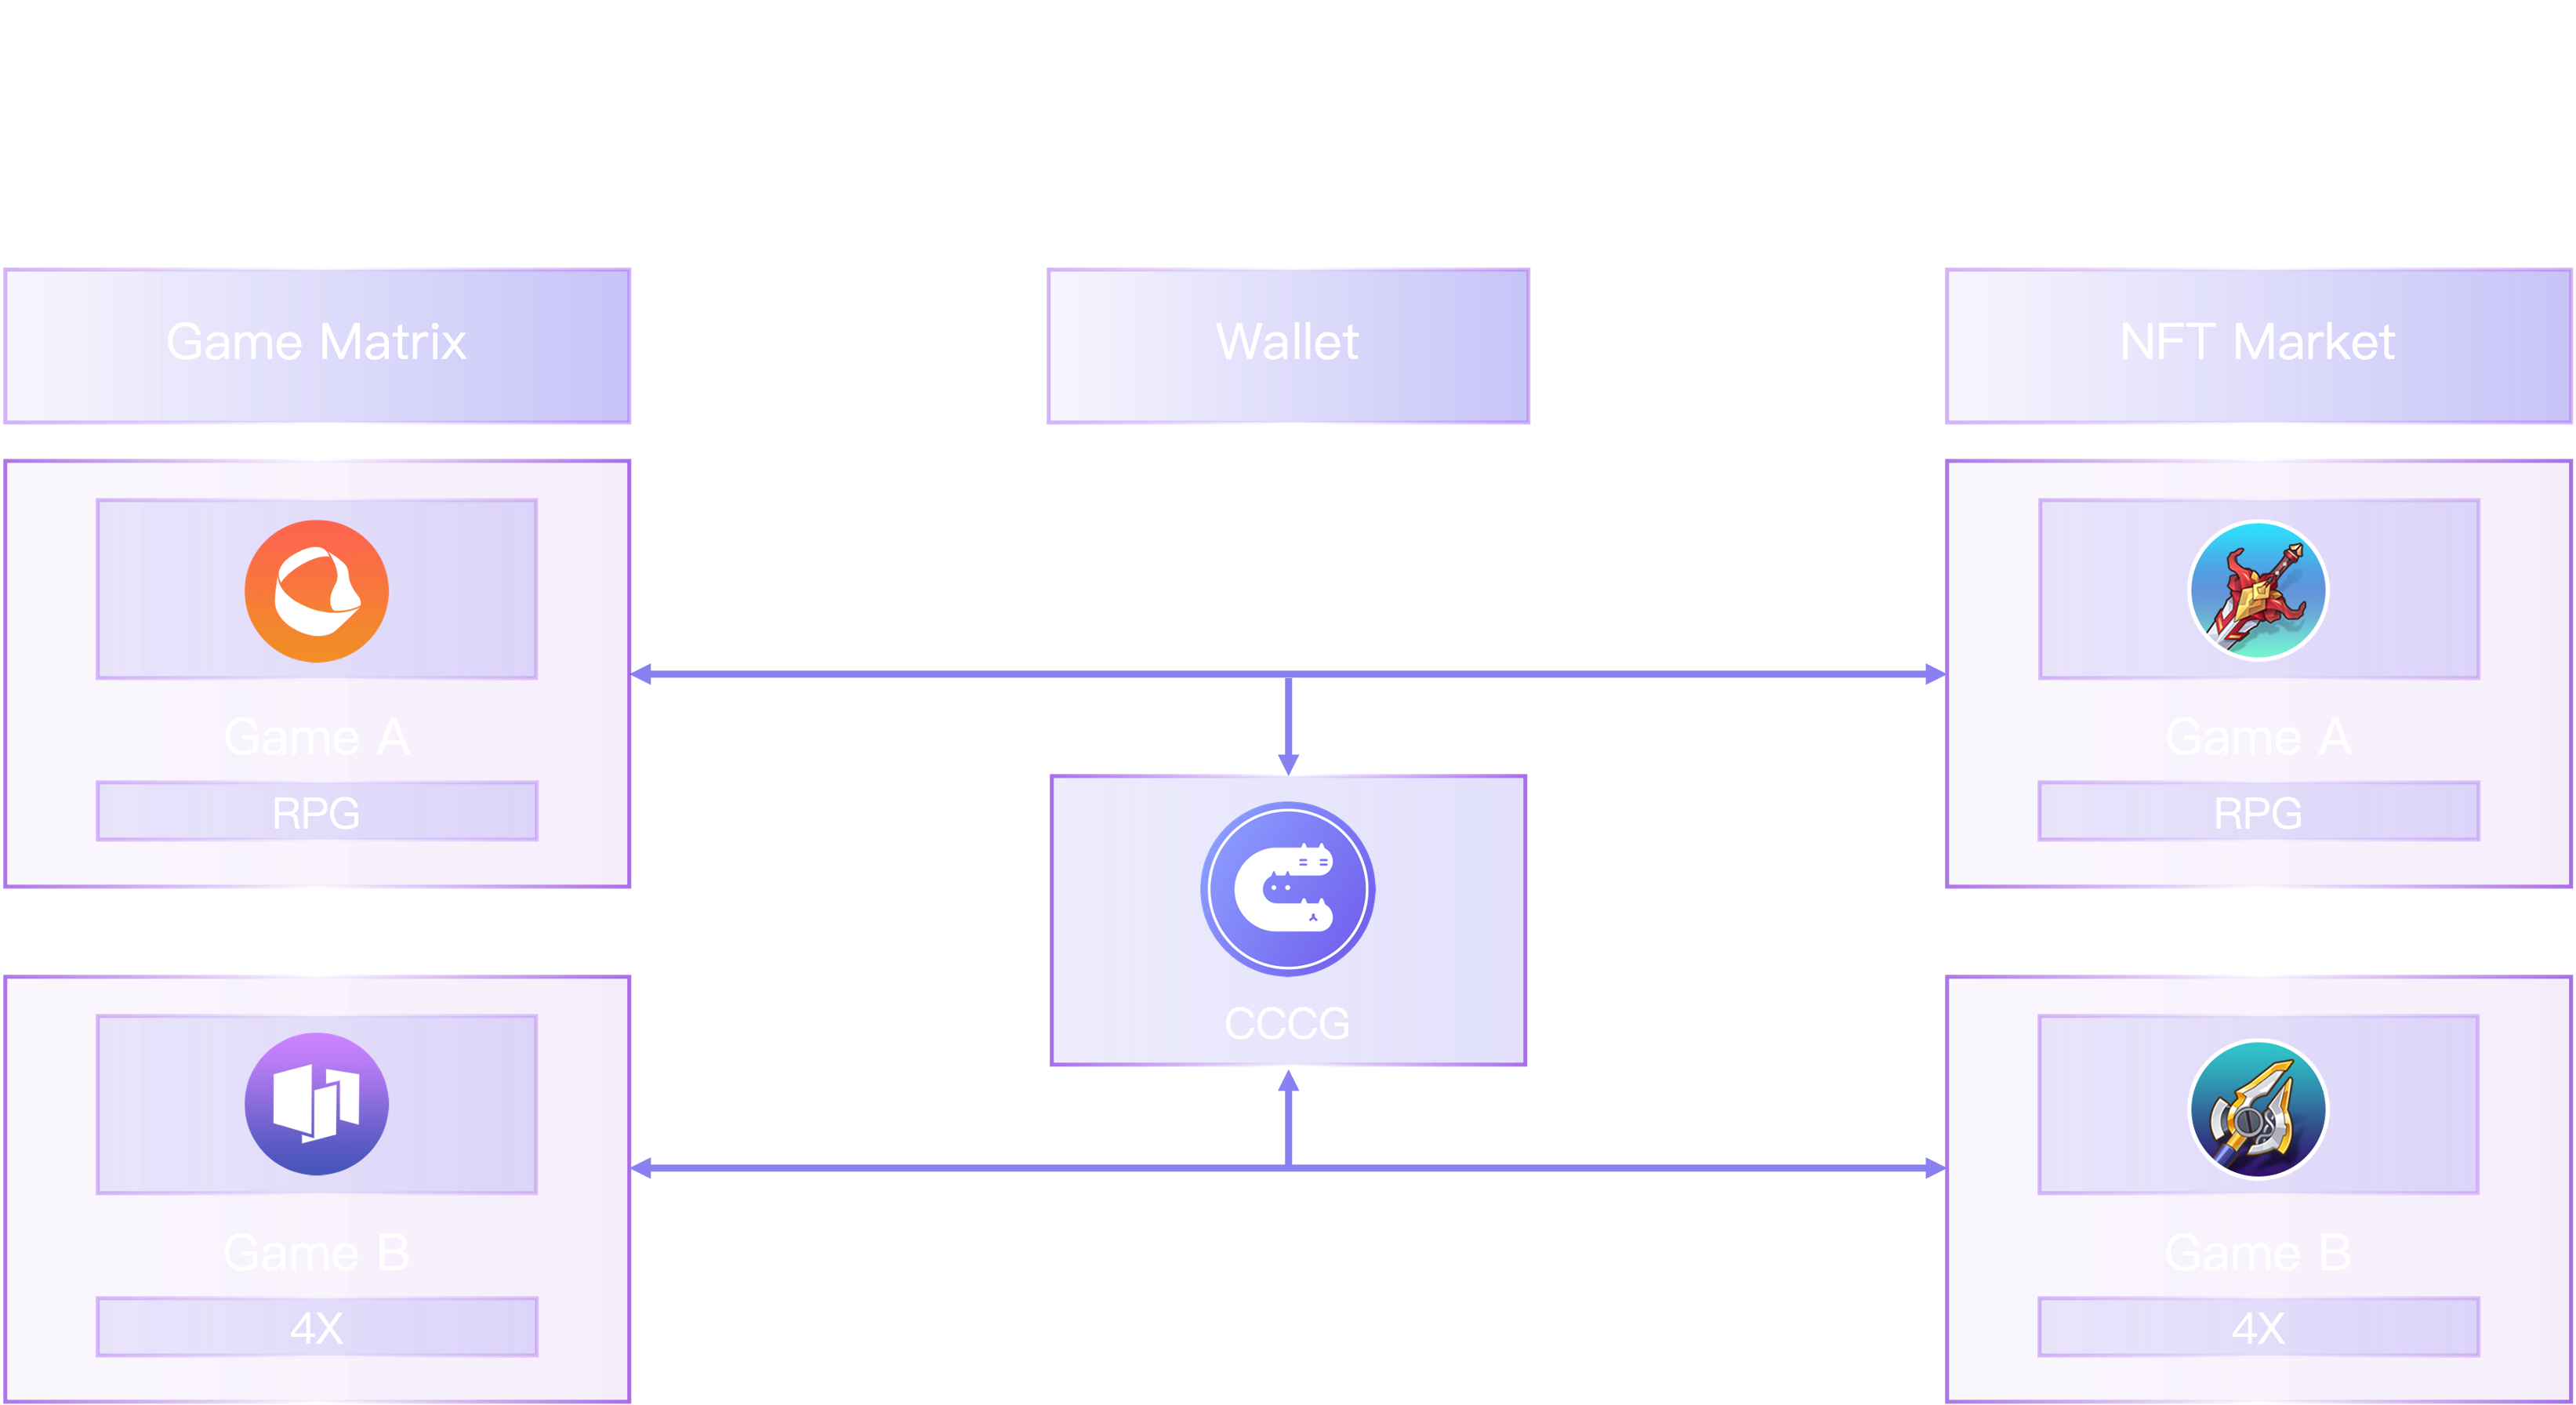 Game Matrix
Wallet
NFT Market
Game A
RPG
Game A
RPG
CCCG
Game B
4X
Game B
4X